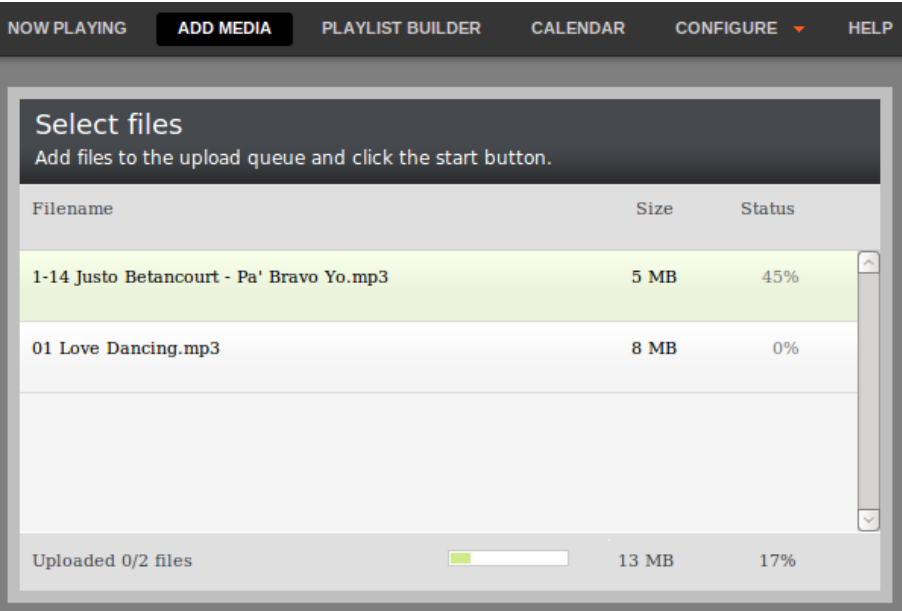 NOW PLAYING ADD MEDIA PLAYLIST BUILDER CALENDAR CONFIGURE HELP
Select files
Add files to the upload queue and click the start button.
Filename Size Status
1-14 Justo Betancourt - Pa' Bravo Yo.mp3 5 MB 45%
01 Love Dancing.mp3 8 MB 0%
Uploaded 0/2 files 13 MB 17%